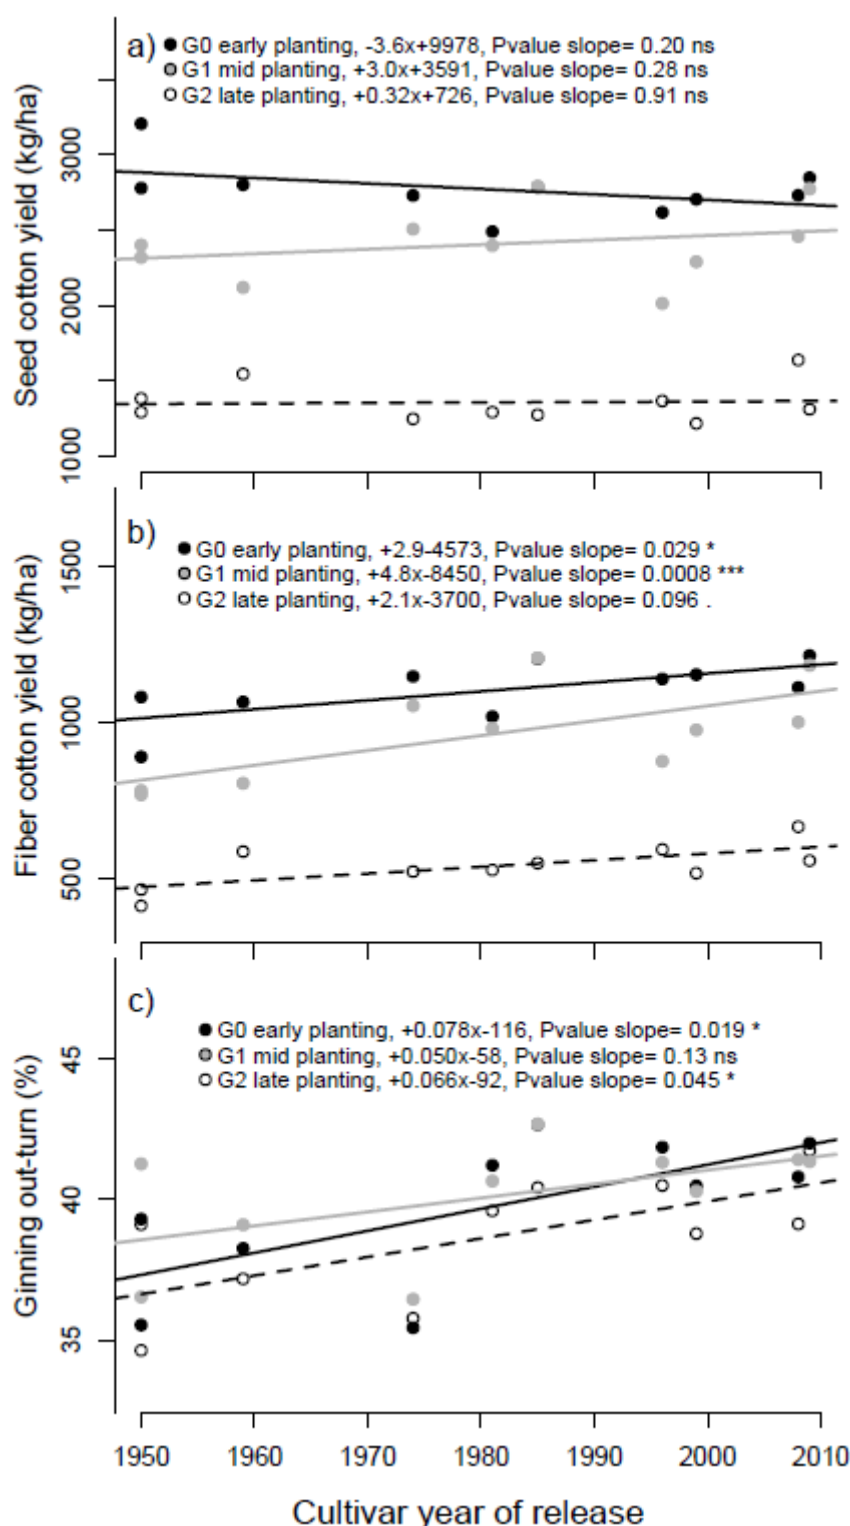 a)
G0 early planting, -3.6x+9978, Pvalue slope= 0.20 ns
G1 mid planting, +3.0x+3591, Pvalue slope= 0.28 ns
G2 late planting, +0.32x+726, Pvalue slope= 0.91 ns
Seed cotton yield (kg/ha)
3000
2000
1000
b)
G0 early planting, +2.9-4573, Pvalue slope= 0.029 *
G1 mid planting, +4.8x-8450, Pvalue slope= 0.0008 ***
G2 late planting, +2.1x-3700, Pvalue slope= 0.096 .
Fiber cotton yield (kg/ha)
1500
1000
500
c)
G0 early planting, +0.078x-116, Pvalue slope= 0.019 *
G1 mid planting, +0.050x-58, Pvalue slope= 0.13 ns
G2 late planting, +0.066x-92, Pvalue slope= 0.045 *
Ginning out-turn (%)
45
40
35
1950 1960 1970 1980 1990 2000 2010
Cultivar year of release